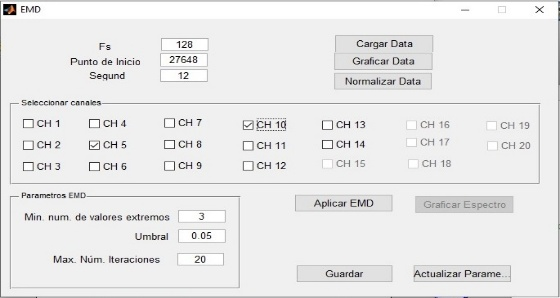 EMD
Fs 128 Cargar Data
Punto de Inicio 27648 Graficar Data
Segund 12 Normalizar Data
Seleccionar canales
CH 1 CH 4 CH 7 CH 10 CH 13 CH 16 CH 19
CH 2 CH 5 CH 8 CH 11 CH 14 CH 17 CH 20
CH 3 CH 6 CH 9 CH 12 CH 15 CH 18
Parametros EMD
Min. num. de valores extremos 3 Aplicar EMD Graficar Espectro
Umbral 0.05
Max. Núm. Iteraciones 20
Guardar Actualizar Parame...